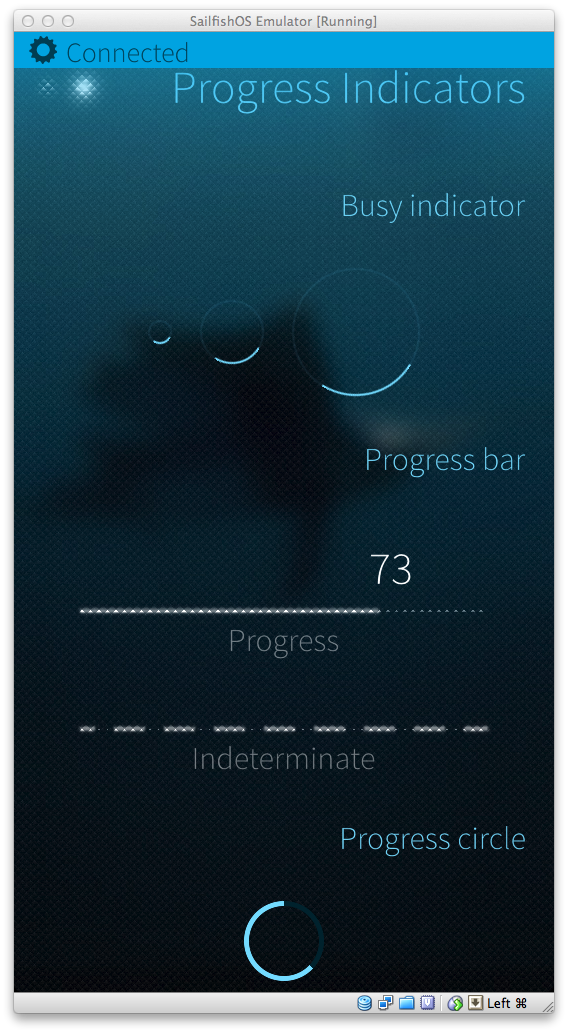 SailfishOS Emulator [Running]
Connected
Progress Indicators
Busy indicator
Progress bar
73
Progress
Indeterminate
Progress circle
Left ⌘